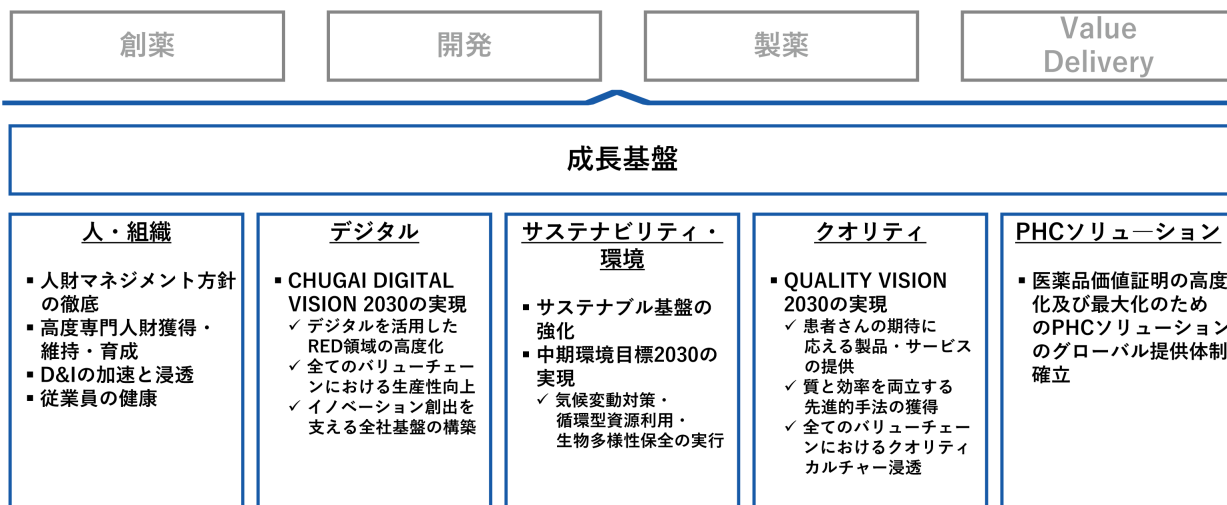 創薬
開発
製薬
Value
Delivery
成長基盤
人・組織
▪ 人財マネジメント方針
の徹底
▪ 高度専門人財獲得・
維持・育成
▪ D&Iの加速と浸透
▪ 従業員の健康
デジタル
▪ CHUGAI DIGITAL
VISION 2030の実現
✓ デジタルを活用した
RED領域の高度化
✓ 全てのバリューチェー
ンにおける生産性向上
✓ イノベーション創出を
支える全社基盤の構築
サステナビリティ・
環境
▪ サステナブル基盤の
強化
▪ 中期環境目標2030の
実現
✓ 気候変動対策・
循環型資源利用・
生物多様性保全の実行
クオリティ
▪ QUALITY VISION
2030の実現
✓ 患者さんの期待に
応える製品・サービス
の提供
✓ 質と効率を両立する
先進的手法の獲得
✓ 全てのバリューチェー
ンにおけるクオリティ
カルチャー浸透
PHCソリューション
▪ 医薬品価値証明の高度
化及び最大化のため
のPHCソリューション
のグローバル提供体制
確立